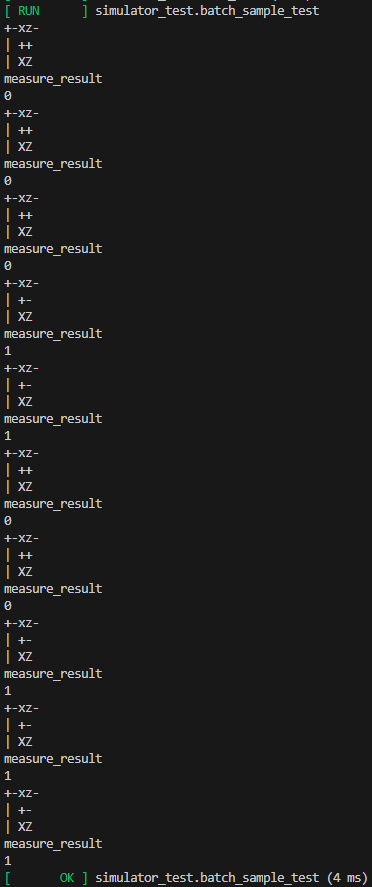 [ RUN      ] simulator_test.batch_sample_test
+-xz-
| ++
| XZ
measure_result
0
+-xz-
| ++
| XZ
measure_result
0
+-xz-
| ++
| XZ
measure_result
0
+-xz-
| +-
| XZ
measure_result
1
+-xz-
| +-
| XZ
measure_result
1
+-xz-
| ++
| XZ
measure_result
0
+-xz-
| ++
| XZ
measure_result
0
+-xz-
| +-
| XZ
measure_result
1
+-xz-
| +-
| XZ
measure_result
1
+-xz-
| +-
| XZ
measure_result
1
[       OK ] simulator_test.batch_sample_test (4 ms)